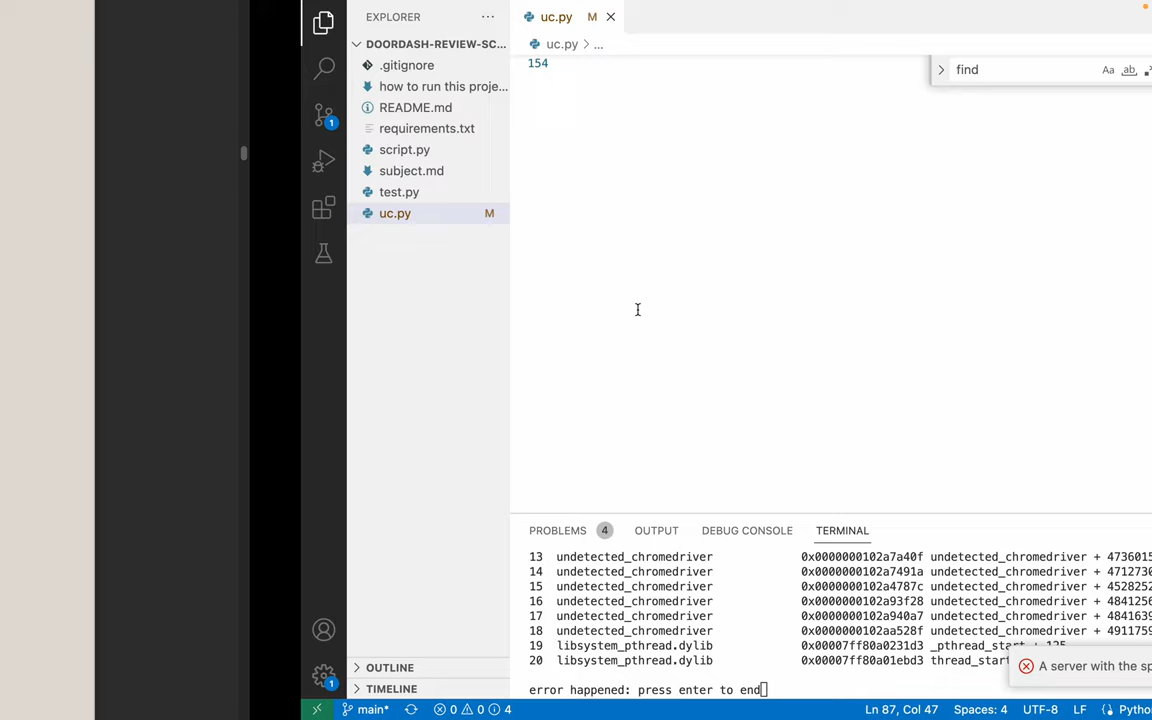 EXPLORER
DOORDASH-REVIEW-SC...
.gitignore
how to run this proje...
README.md
requirements.txt
script.py
subject.md
test.py
uc.py M
OUTLINE
TIMELINE
1
1
uc.py M
uc.py > ...
154
find
Aa ab
PROBLEMS 4 OUTPUT DEBUG CONSOLE TERMINAL
13 undetected_chromedriver 0x0000000102a7a40f undetected_chromedriver + 4736015
14 undetected_chromedriver 0x0000000102a7491a undetected_chromedriver + 4712730
15 undetected_chromedriver 0x0000000102a4787c undetected_chromedriver + 4528252
16 undetected_chromedriver 0x0000000102a93f28 undetected_chromedriver + 4841256
17 undetected_chromedriver 0x0000000102a940a7 undetected_chromedriver + 4841639
18 undetected_chromedriver 0x0000000102aa528f undetected_chromedriver + 4911759
19 libsystem_pthread.dylib 0x00007ff80a0231d3 _pthread_start + 125
20 libsystem_pthread.dylib 0x00007ff80a01ebd3 thread_start
error happened: press enter to end
A server with the sp
main* 0 0 4 Ln 87, Col 47 Spaces: 4 UTF-8 LF Python